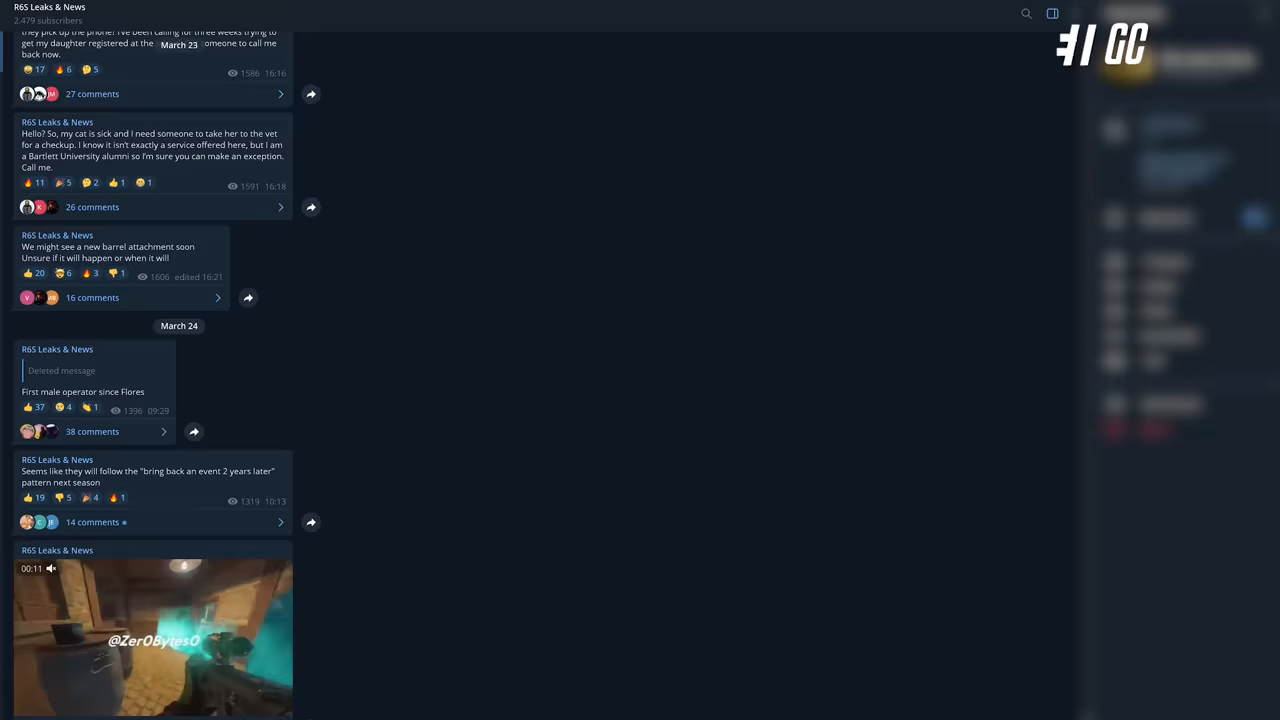 R6S Leaks & News
2.479 subscribers
they pick up the phone? I've been calling for three weeks trying to
get my daughter registered at the
March 23
omeone to call me
back now.
17 6 5
1586 16:16
JM
27 comments
R6S Leaks & News
Hello? So, my cat is sick and I need someone to take her to the vet
for a checkup. I know it isn't exactly a service offered here, but I am
a Bartlett University alumni so I'm sure you can make an exception.
Call me.
11 5 2 1 1
1591 16:18
K
26 comments
R6S Leaks & News
We might see a new barrel attachment soon
Unsure if it will happen or when it will
20 6 3 1
1606 edited 16:21
V
16 comments
March 24
R6S Leaks & News
Deleted message
First male operator since Flores
37 4 1
1396 09:29
38 comments
R6S Leaks & News
Seems like they will follow the "bring back an event 2 years later"
pattern next season
19 5 4 1
1319 10:13
C JE
14 comments
R6S Leaks & News
00:11
@Zer0Bytes0